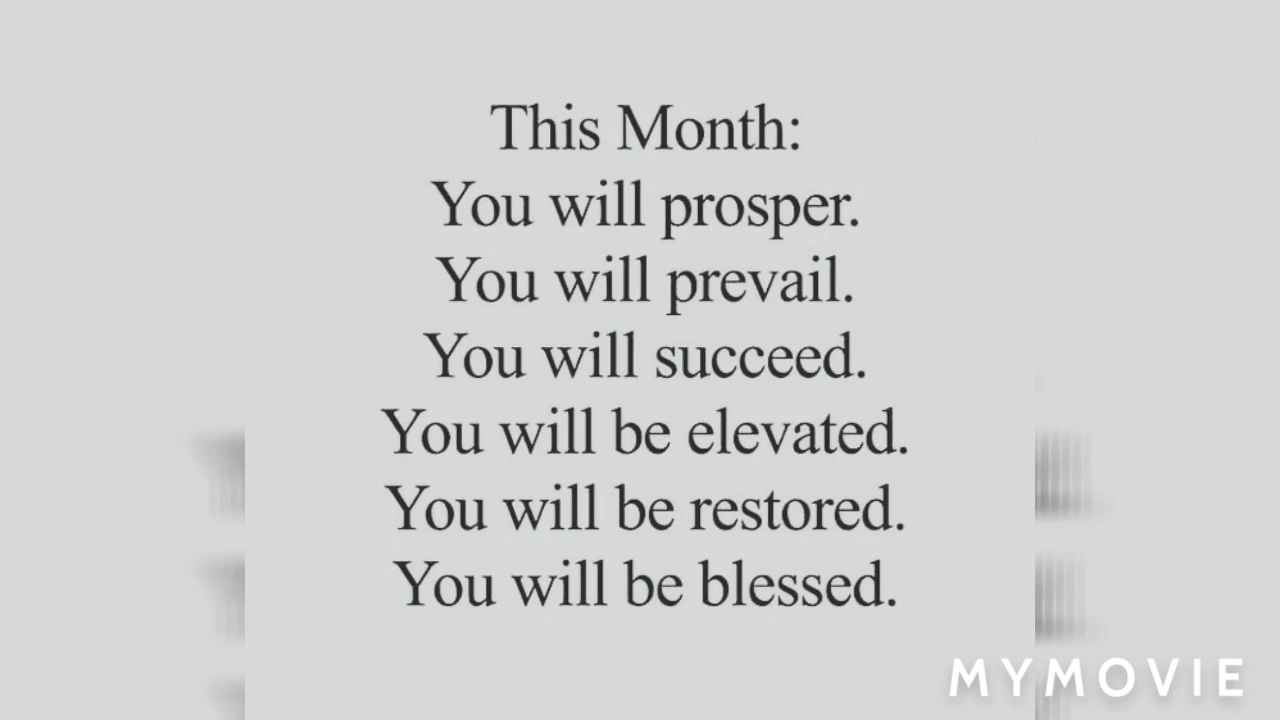 This Month:
You will prosper.
You will prevail.
You will succeed.
You will be elevated.
You will be restored.
You will be blessed.
MYMOVIE